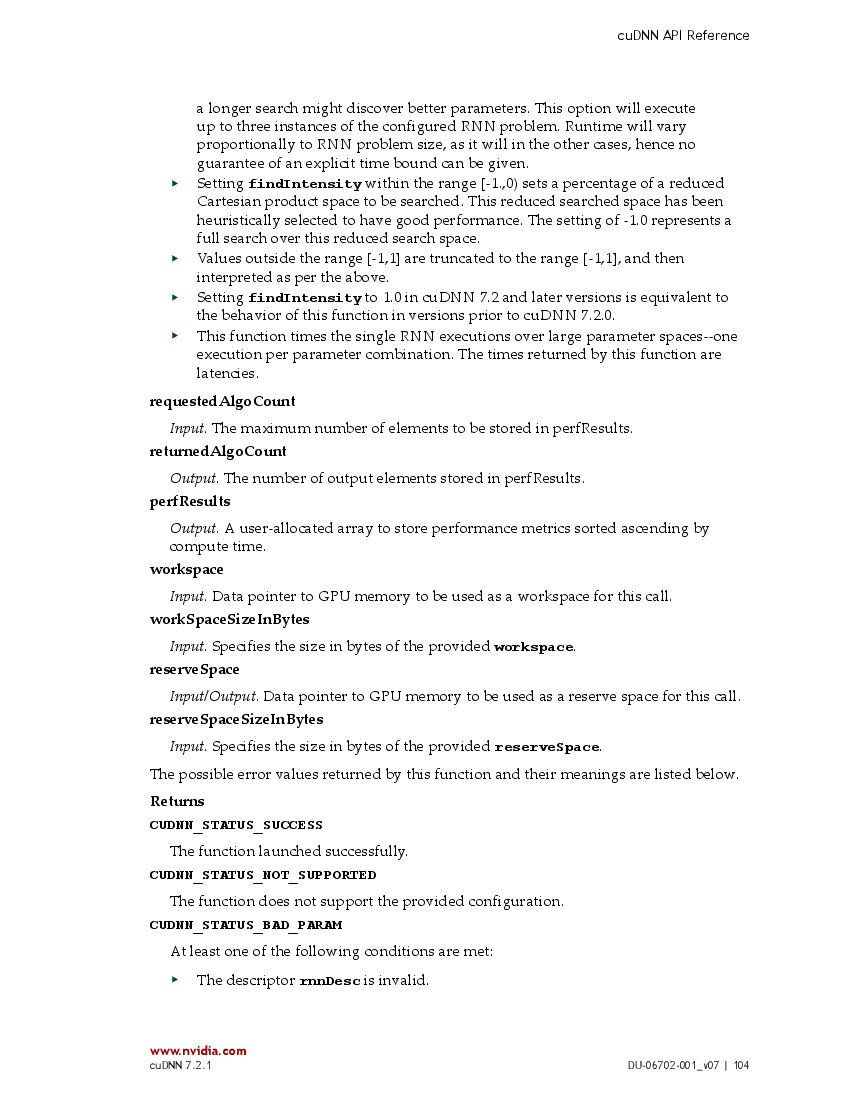 cuDNN API Reference
a longer search might discover better parameters. This option will execute
up to three instances of the configured RNN problem. Runtime will vary
proportionally to RNN problem size, as it will in the other cases, hence no
guarantee of an explicit time bound can be given.
▶ Setting findIntensity within the range [-1.,0) sets a percentage of a reduced
Cartesian product space to be searched. This reduced searched space has been
heuristically selected to have good performance. The setting of -1.0 represents a
full search over this reduced search space.
▶ Values outside the range [-1,1] are truncated to the range [-1,1], and then
interpreted as per the above.
▶ Setting findIntensity to 1.0 in cuDNN 7.2 and later versions is equivalent to
the behavior of this function in versions prior to cuDNN 7.2.0.
▶ This function times the single RNN executions over large parameter spaces--one
execution per parameter combination. The times returned by this function are
latencies.
requestedAlgoCount
Input. The maximum number of elements to be stored in perfResults.
returnedAlgoCount
Output. The number of output elements stored in perfResults.
perfResults
Output. A user-allocated array to store performance metrics sorted ascending by
compute time.
workspace
Input. Data pointer to GPU memory to be used as a workspace for this call.
workSpaceSizeInBytes
Input. Specifies the size in bytes of the provided workspace.
reserveSpace
Input/Output. Data pointer to GPU memory to be used as a reserve space for this call.
reserveSpaceSizeInBytes
Input. Specifies the size in bytes of the provided reserveSpace.
The possible error values returned by this function and their meanings are listed below.
Returns
CUDNN_STATUS_SUCCESS
The function launched successfully.
CUDNN_STATUS_NOT_SUPPORTED
The function does not support the provided configuration.
CUDNN_STATUS_BAD_PARAM
At least one of the following conditions are met:
▶ The descriptor rnnDesc is invalid.
www.nvidia.com
cuDNN 7.2.1
DU-06702-001_v07 | 104